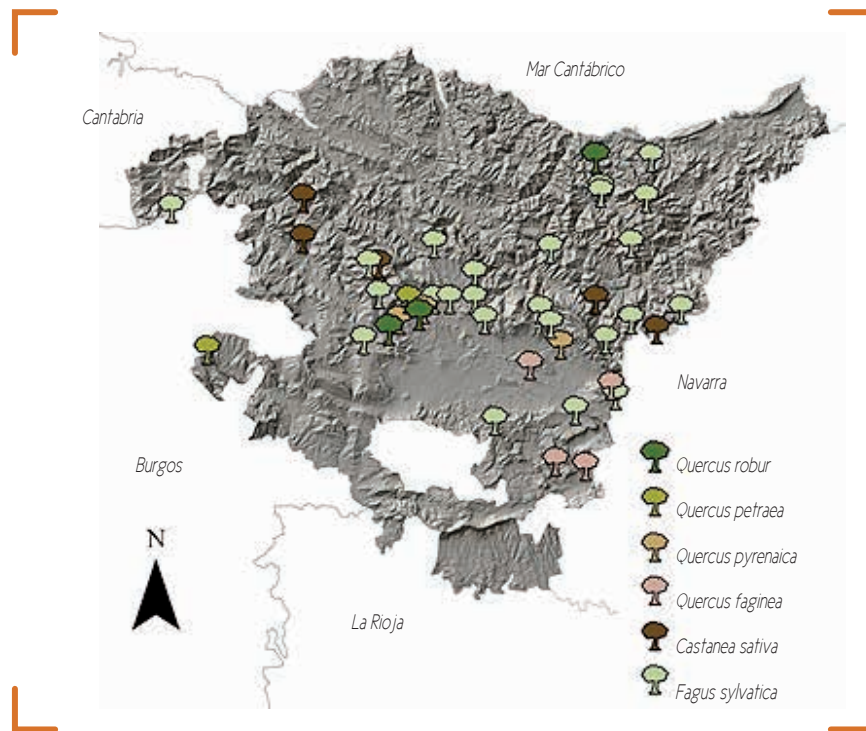 Mar Cantábrico
Cantabria
Navarra
Burgos
Quercus robur
Quercus petraea
N
Quercus pyrenaica
Quercus faginea
La Rioja
Castanea sativa
Fagus sylvatica